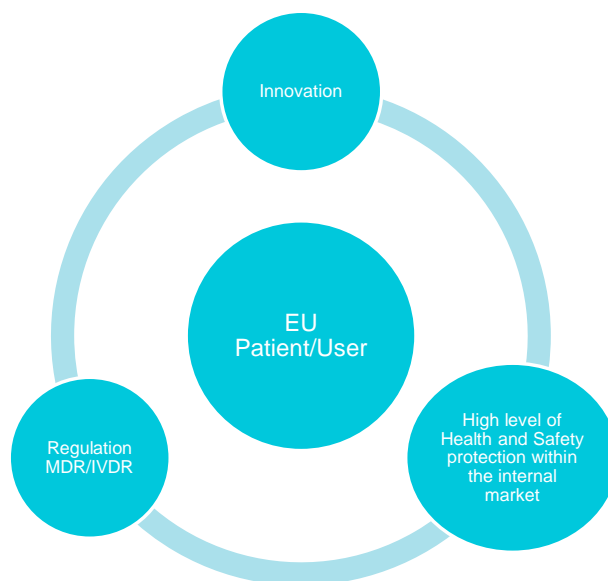 Innovation
EU
Patient/User
Regulation
MDR/IVDR
High level of
Health and Safety
protection within
the internal
market